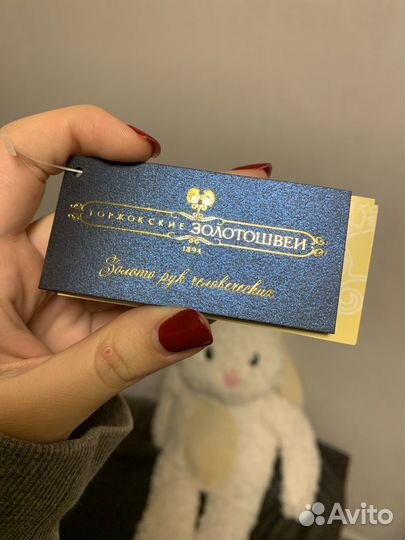 ТОРЖОКСКИЕ ЗОЛОТОШВЕИ
1894
Золото рук человеческих
Avito